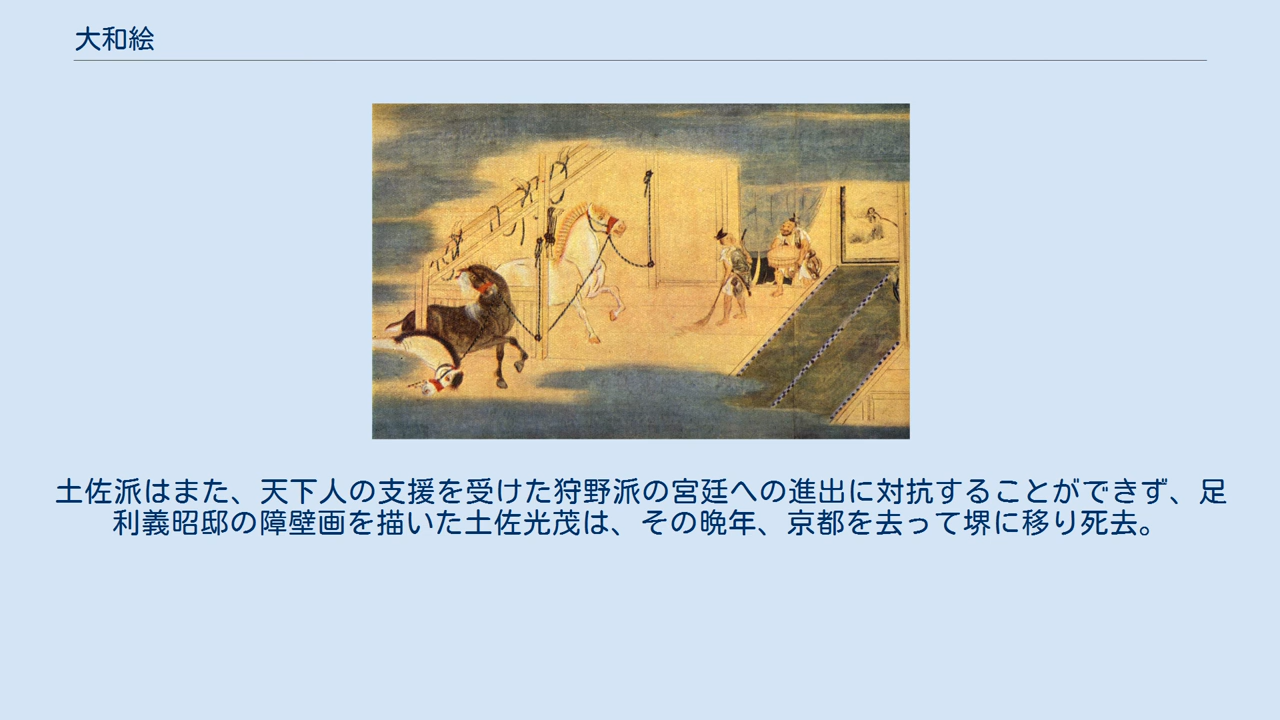 大和絵
土佐派はまた、天下人の支援を受けた狩野派の宮廷への進出に対抗することができず、足
利義昭邸の障壁画を描いた土佐光茂は、その晩年、京都を去って堺に移り死去。